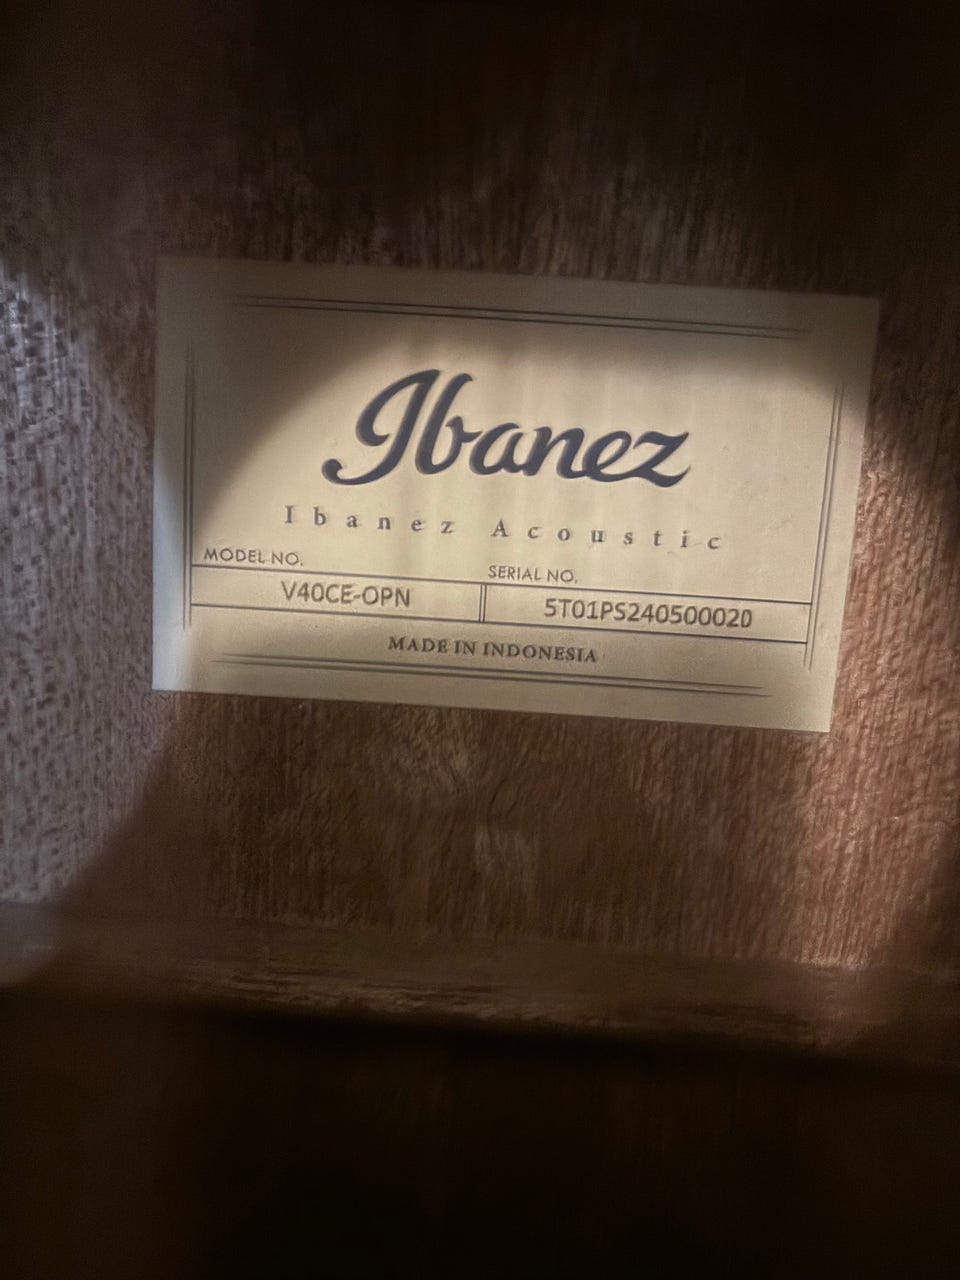 Ibanez
Ibanez Acoustic
MODEL NO.
SERIAL NO.
V40CE-OPN
5T01PS240500020
MADE IN INDONESIA